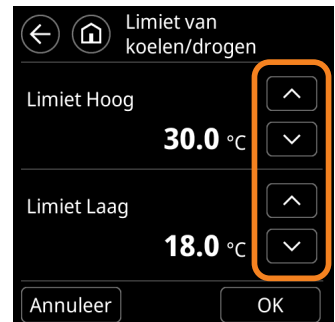 Limiet van
koelen/drogen
Limiet Hoog
30.0 °C
Limiet Laag
18.0 °C
Annuleer OK